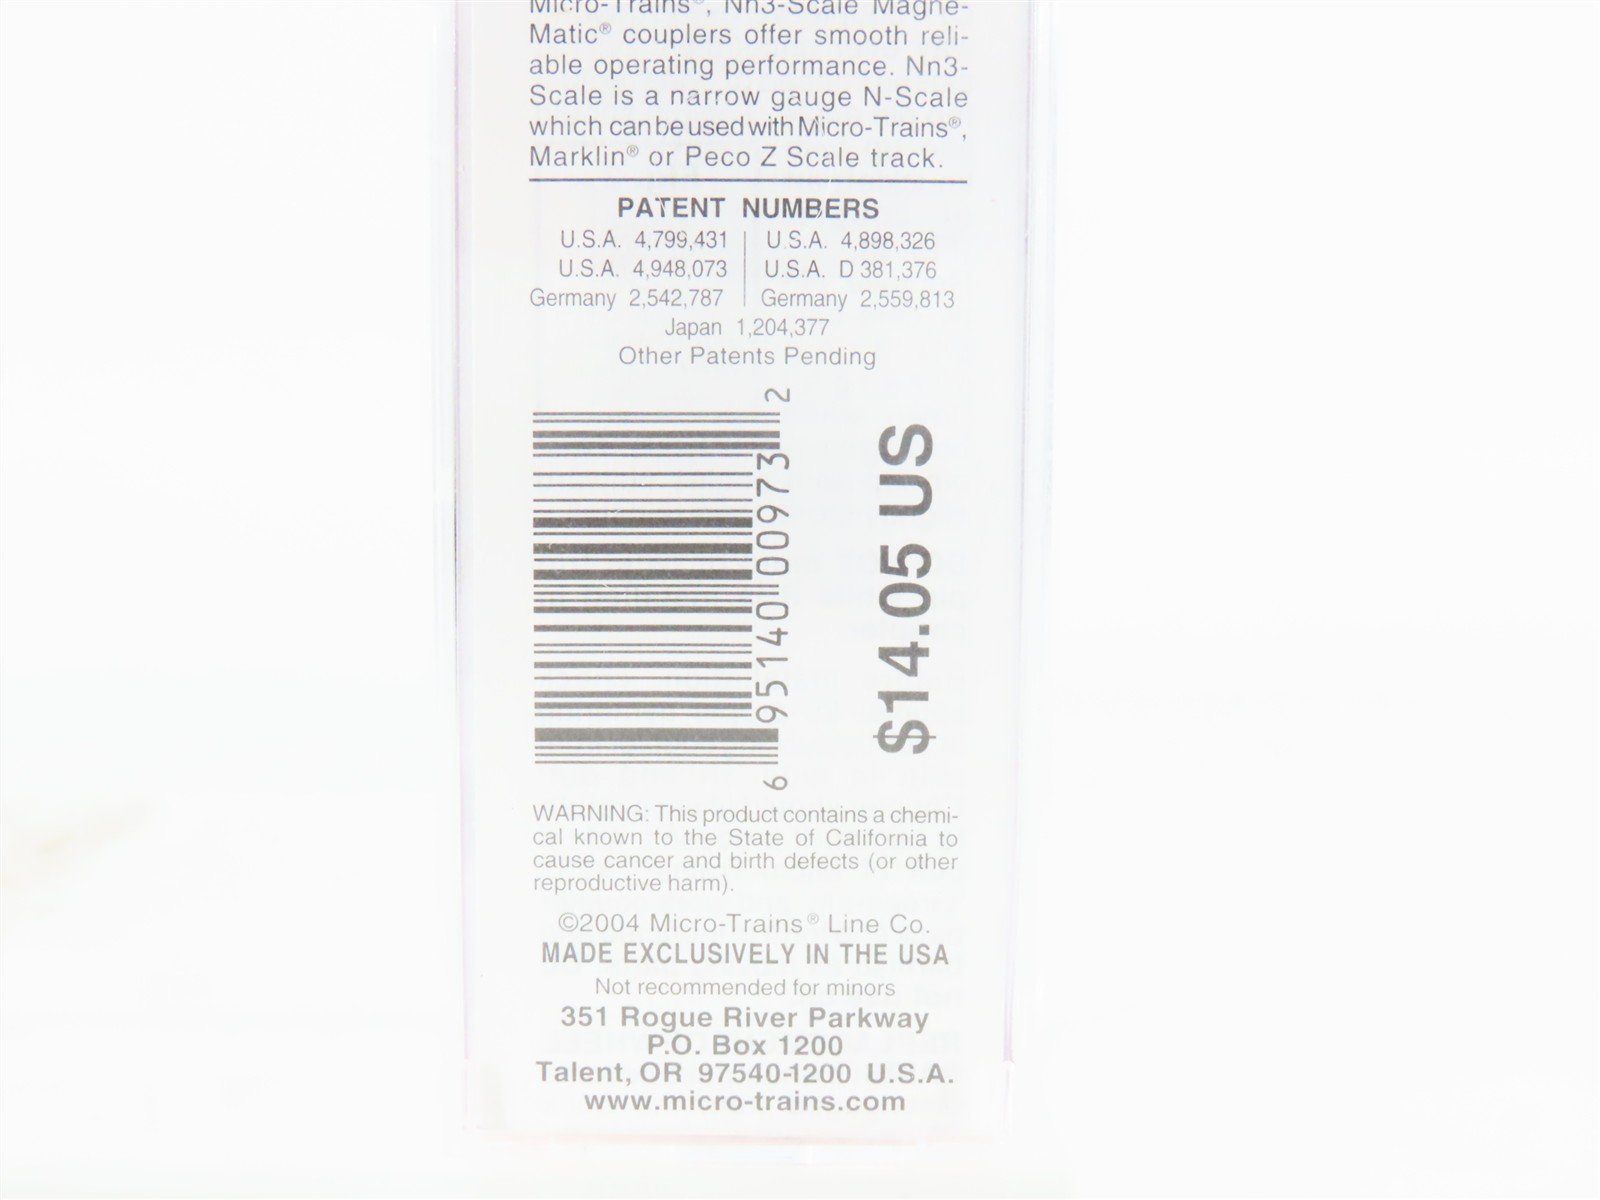 Micro-Trains®, Nn3-Scale Magne-
Matic® couplers offer smooth reli-
able operating performance. Nn3-
Scale is a narrow gauge N-Scale
which can be used with Micro-Trains®,
Marklin® or Peco Z Scale track.
PATENT NUMBERS
U.S.A. 4,799,431 | U.S.A. 4,898,326
U.S.A. 4,948,073 | U.S.A. D 381,376
Germany 2,542,787 | Germany 2,559,813
Japan 1,204,377
Other Patents Pending
6 95140 00973 2
$14.05 US
WARNING: This product contains a chemi-
cal known to the State of California to
cause cancer and birth defects (or other
reproductive harm).
©2004 Micro-Trains® Line Co.
MADE EXCLUSIVELY IN THE USA
Not recommended for minors
351 Rogue River Parkway
P.O. Box 1200
Talent, OR 97540-1200 U.S.A.
www.micro-trains.com